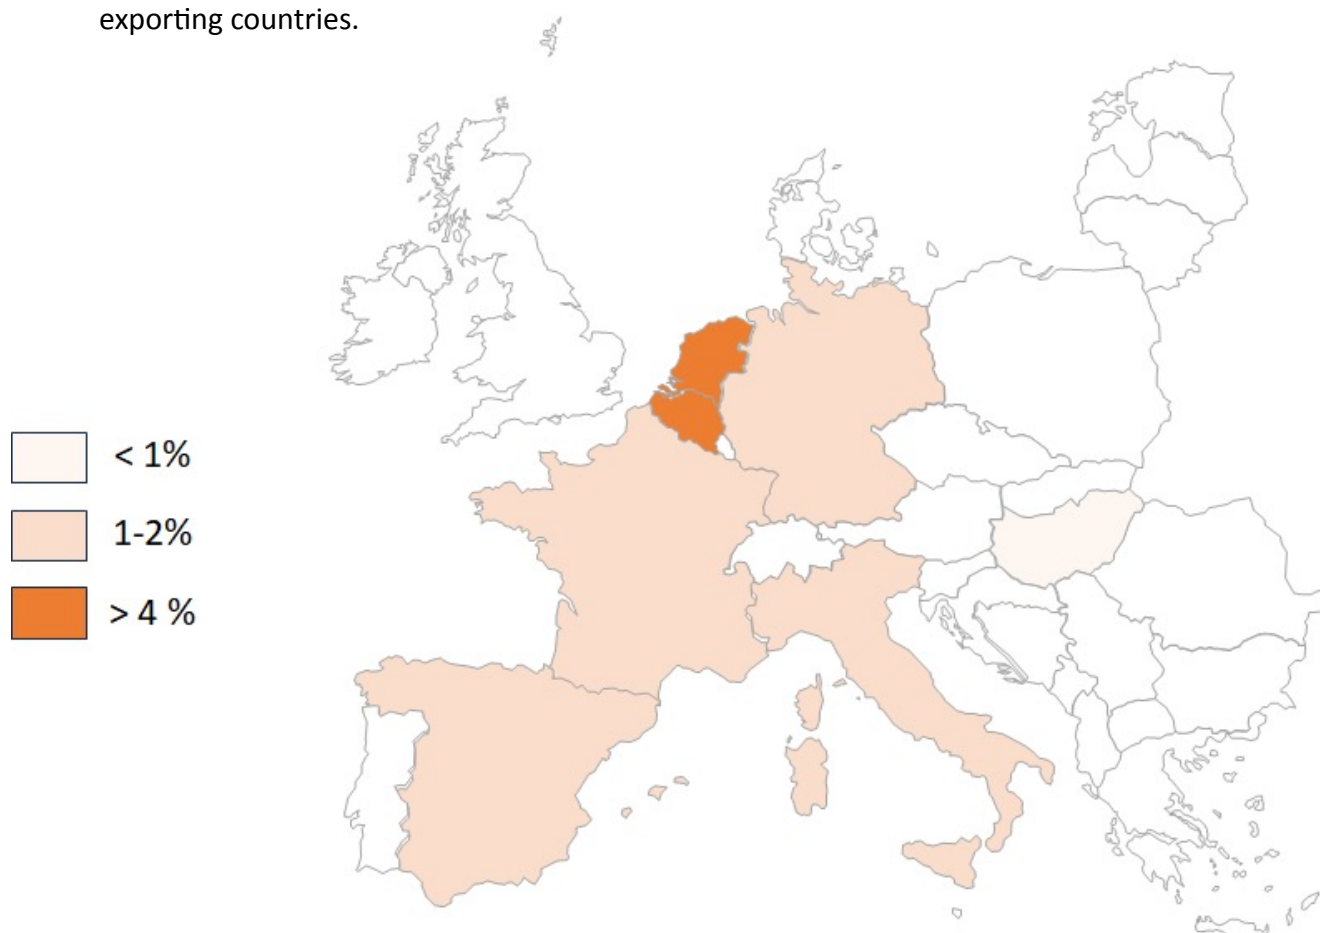 exporting countries.
< 1%
1-2%
> 4 %